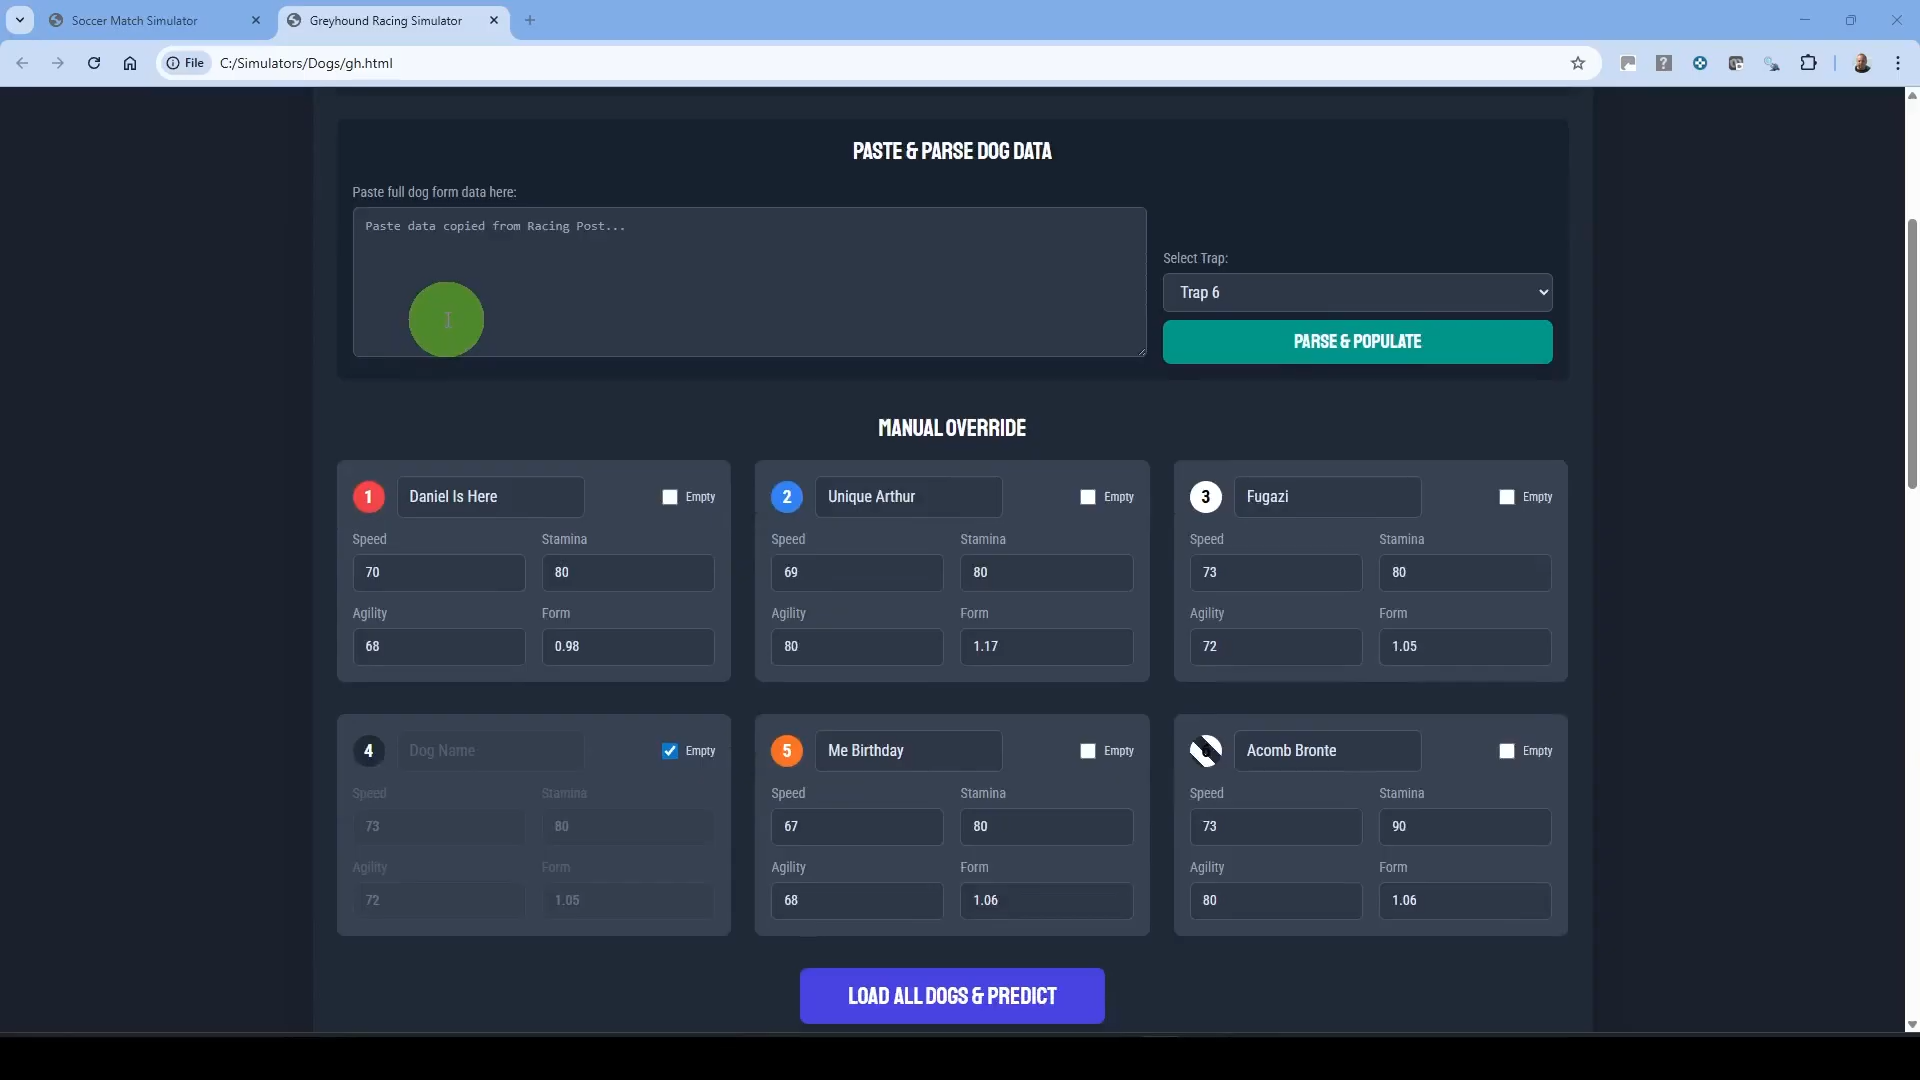 Soccer Match Simulator
Greyhound Racing Simulator
File C:/Simulators/Dogs/gh.html
PASTE & PARSE DOG DATA
Paste full dog form data here:
Paste data copied from Racing Post...
Select Trap:
Trap 6
PARSE & POPULATE
MANUAL OVERRIDE
1 Daniel Is Here Empty
Speed Stamina
70 80
Agility Form
68 0.98
2 Unique Arthur Empty
Speed Stamina
69 80
Agility Form
80 1.17
3 Fugazi Empty
Speed Stamina
73 80
Agility Form
72 1.05
4 Dog Name Empty
Speed Stamina
73 80
Agility Form
72 1.05
5 Me Birthday Empty
Speed Stamina
67 80
Agility Form
68 1.06
6 Acomb Bronte Empty
Speed Stamina
73 90
Agility Form
80 1.06
LOAD ALL DOGS & PREDICT